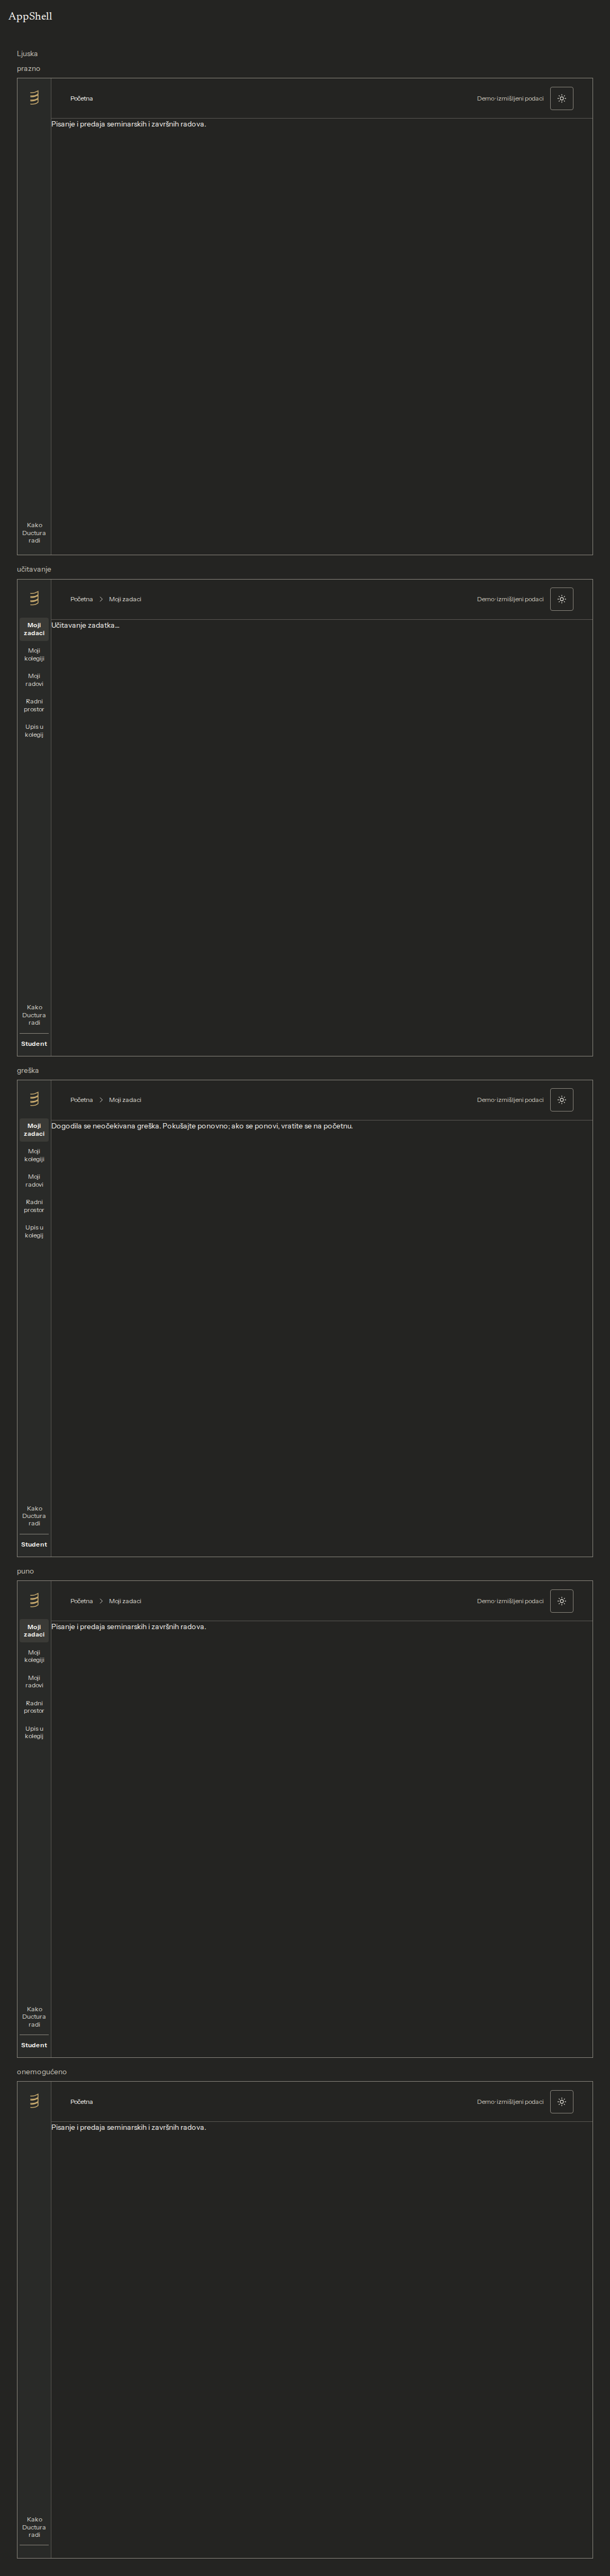 AppShell
Ljuska
prazno
Početna
Demo · izmišljeni podaci
Pisanje i predaja seminarskih i završnih radova.
Kako
Ductura
radi
učitavanje
Početna
Moji zadaci
Demo · izmišljeni podaci
Moji
zadaci
Učitavanje zadatka…
Moji
kolegiji
Moji
radovi
Radni
prostor
Upis u
kolegij
Kako
Ductura
radi
Student
greška
Početna
Moji zadaci
Demo · izmišljeni podaci
Moji
zadaci
Dogodila se neočekivana greška. Pokušajte ponovno; ako se ponovi, vratite se na početnu.
Moji
kolegiji
Moji
radovi
Radni
prostor
Upis u
kolegij
Kako
Ductura
radi
Student
puno
Početna
Moji zadaci
Demo · izmišljeni podaci
Moji
zadaci
Pisanje i predaja seminarskih i završnih radova.
Moji
kolegiji
Moji
radovi
Radni
prostor
Upis u
kolegij
Kako
Ductura
radi
Student
onemogućeno
Početna
Demo · izmišljeni podaci
Pisanje i predaja seminarskih i završnih radova.
Kako
Ductura
radi